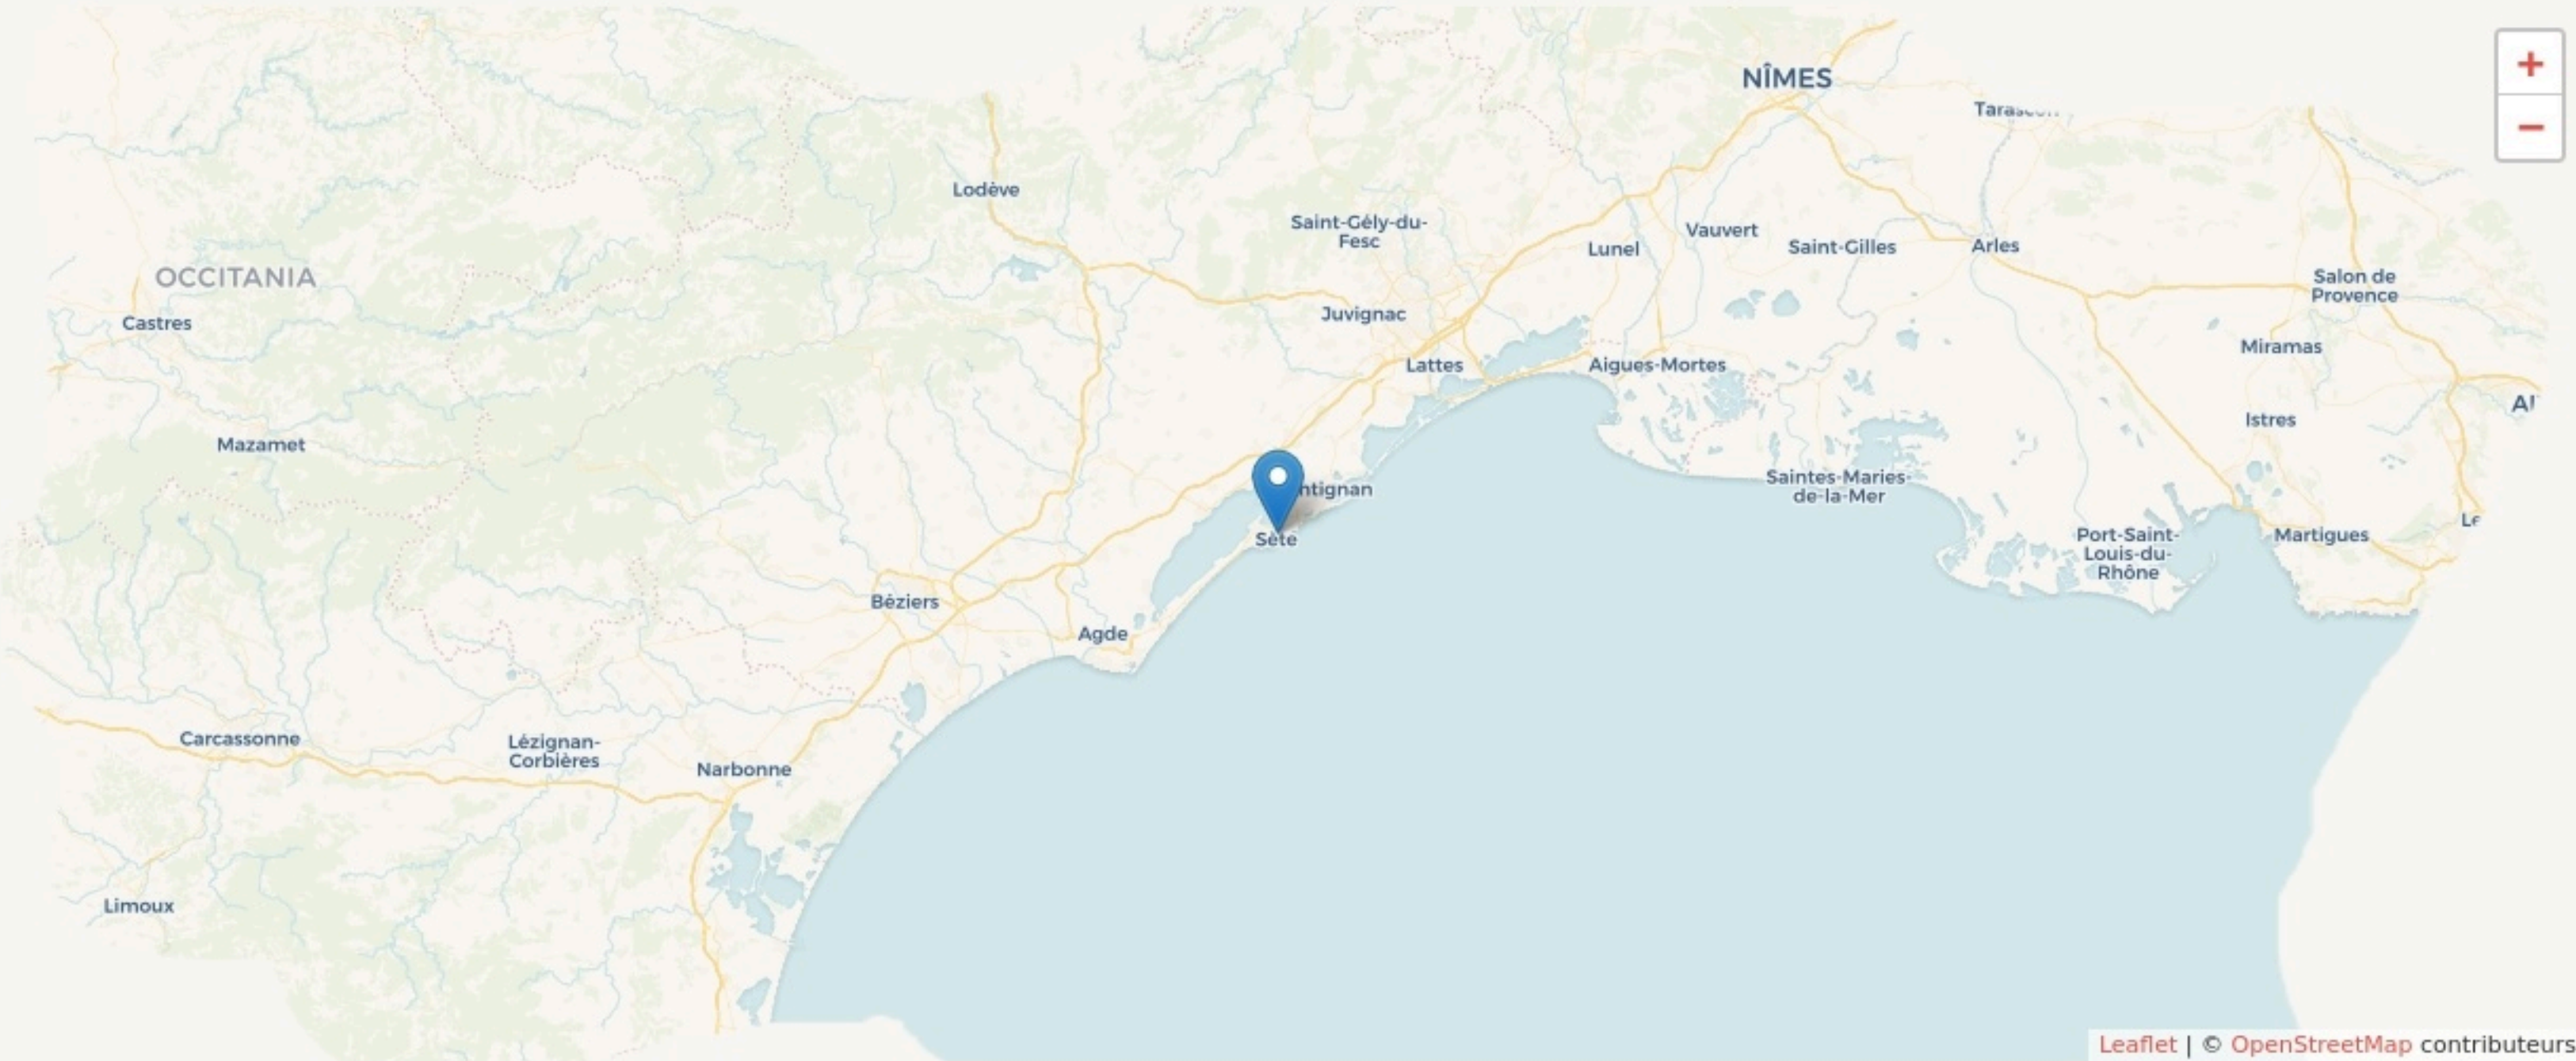 NÎMES
+
Lodève
Saint-Gély-du-
Fesc
Vauvert
Lunel
Saint-Gilles
Arles
OCCITANIA
Salon de
Provence
Castres
Juvignac
Miramas
Lattes
Aigues-Mortes
Istres
Mazamet
Saintes-Maries-
de-la-Mer
ntignan
Sète
Port-Saint-
Louis-du-
Rhône
Martigues
Béziers
Agde
Carcassonne
Lézignan-
Corbières
Narbonne
Limoux
Leaflet | © OpenStreetMap contributeurs